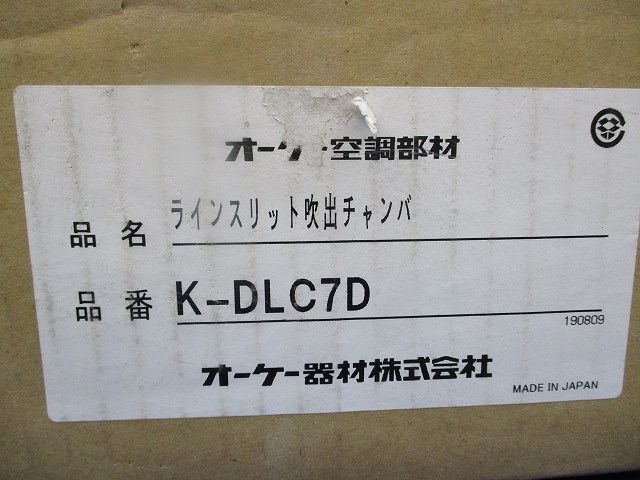 オーケー空調部材
品名 ラインスリット吹出チャンバ
品番 K-DLC7D
190809
オーケー器材株式会社
MADE IN JAPAN